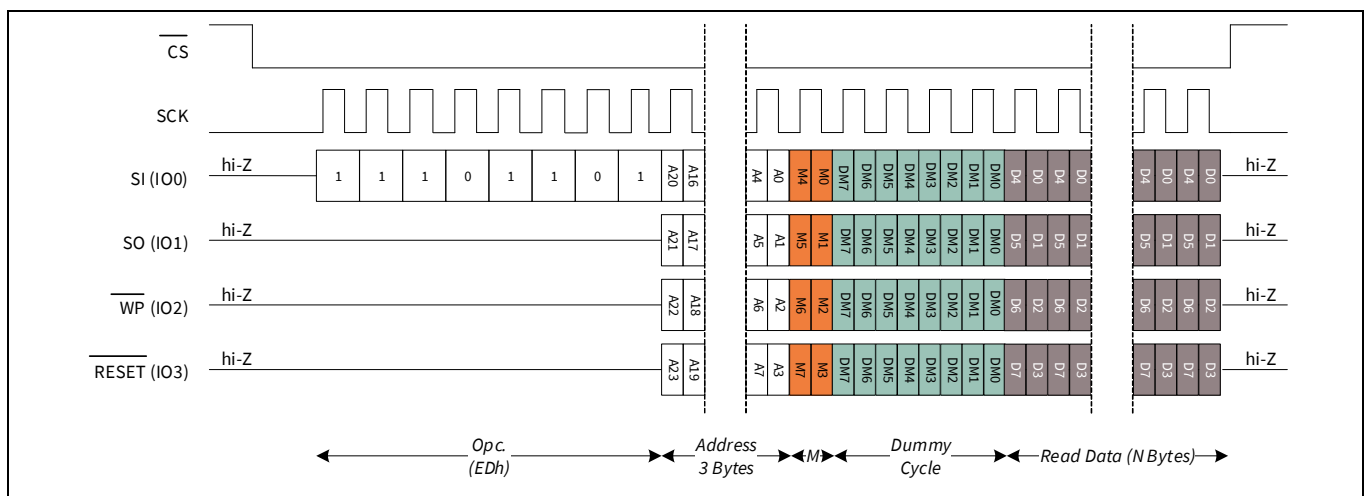 CS
SCK
SI (IO0) hi-Z 1 1 1 0 1 1 0 1 A20 A16 A4 A0 M4 M0 DM7 DM6 DM5 DM4 DM3 DM2 DM1 DM0 D4 D0 D4 D0 D4 D0 D4 D0 hi-Z
SO (IO1) hi-Z A21 A17 A5 A1 M5 M1 DM7 DM6 DM5 DM4 DM3 DM2 DM1 DM0 D5 D1 D5 D1 D5 D1 D5 D1 hi-Z
WP (IO2) hi-Z A22 A18 A6 A2 M6 M2 DM7 DM6 DM5 DM4 DM3 DM2 DM1 DM0 D6 D2 D6 D2 D6 D2 D6 D2 hi-Z
RESET (IO3) hi-Z A23 A19 A7 A3 M7 M3 DM7 DM6 DM5 DM4 DM3 DM2 DM1 DM0 D7 D3 D7 D3 D7 D3 D7 D3 hi-Z
Opc. Address Dummy
(EDh) 3 Bytes M Cycle Read Data (N Bytes)